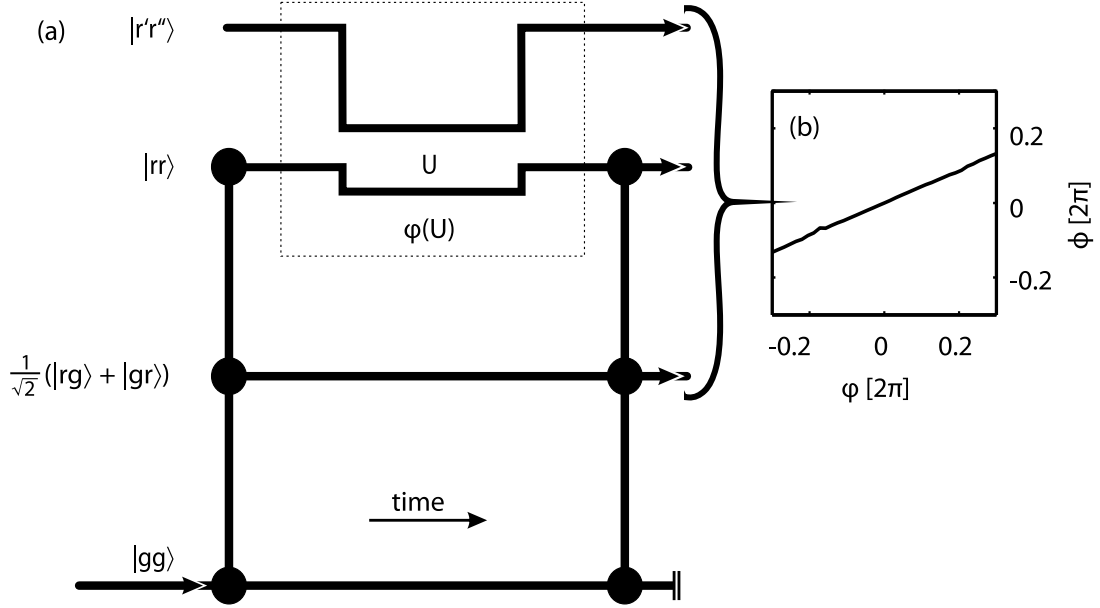 (a)
|r‘r“⟩
|rr⟩
U
φ(U)
1/√2 (|rg⟩ + |gr⟩)
time
|gg⟩
(b)
0.2
0
-0.2
ϕ [2π]
-0.2 0 0.2
φ [2π]